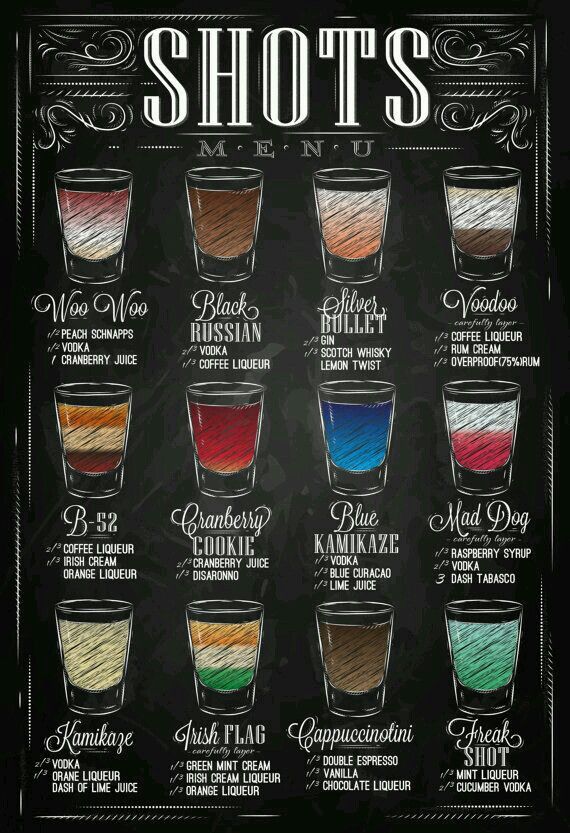 SHOTS
M·E·N·U
Woo Woo
1/2 PEACH SCHNAPPS
1/2 VODKA
1 CRANBERRY JUICE
Black
RUSSIAN
2/3 VODKA
1/3 COFFEE LIQUEUR
Silver
BULLET
2/3 GIN
1/3 SCOTCH WHISKY
LEMON TWIST
Voodoo
- carefully layer -
1/3 COFFEE LIQUEUR
1/3 RUM CREAM
1/3 OVERPROOF(75%)RUM
B-52
2/3 COFFEE LIQUEUR
1/3 IRISH CREAM
ORANGE LIQUEUR
Cranberry
COOKIE
2/3 CRANBERRY JUICE
1/3 DISARONNO
Blue
KAMIKAZE
1/3 VODKA
1/3 BLUE CURACAO
1/3 LIME JUICE
Mad Dog
- carefully layer -
1/3 RASPBERRY SYRUP
2/3 VODKA
3 DASH TABASCO
Kamikaze
2/3 VODKA
1/3 ORANE LIQUEUR
DASH OF LIME JUICE
Irish FLAG
- carefully layer -
1/3 GREEN MINT CREAM
1/3 IRISH CREAM LIQUEUR
1/3 ORANGE LIQUEUR
Cappuccinotini
1/3 DOUBLE ESPRESSO
1/3 VANILLA
1/3 CHOCOLATE LIQUEUR
Freak
SHOT
1/3 MINT LIQUEUR
2/3 CUCUMBER VODKA